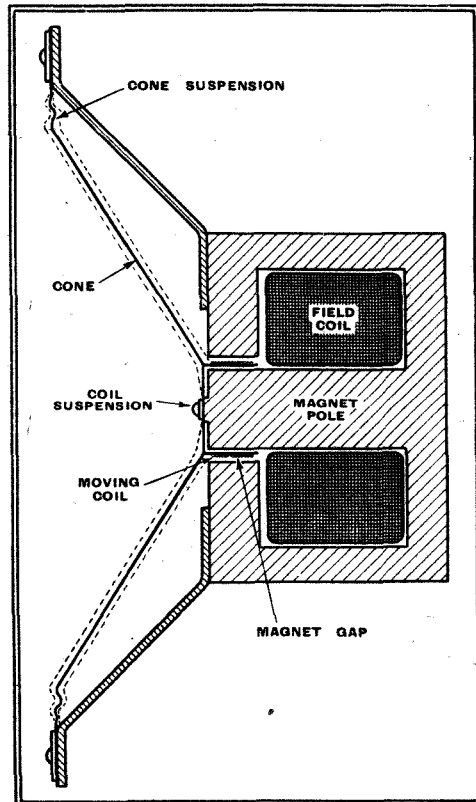 CONE SUSPENSION
CONE
FIELD
COIL
COIL
SUSPENSION
MAGNET
POLE
MOVING
COIL
MAGNET GAP